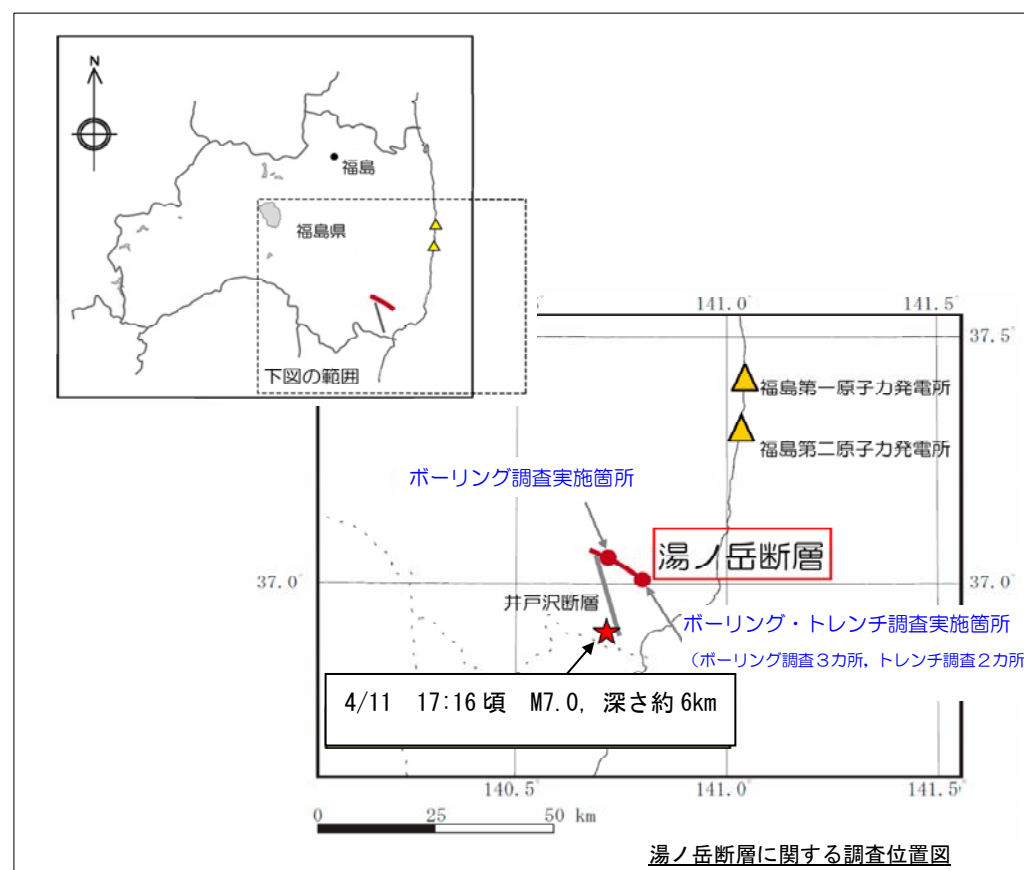 N
福島
福島県
下図の範囲
141.0°
141.5°
37.5°
福島第一原子力発電所
福島第二原子力発電所
ボーリング調査実施箇所
湯ノ岳断層
37.0°
37.0°
井戸沢断層
ボーリング・トレンチ調査実施箇所
（ボーリング調査3カ所，トレンチ調査2カ所
4/11 17:16頃 M7.0, 深さ約6km
140.5°
141.0°
141.5°
0 25 50 km
湯ノ岳断層に関する調査位置図